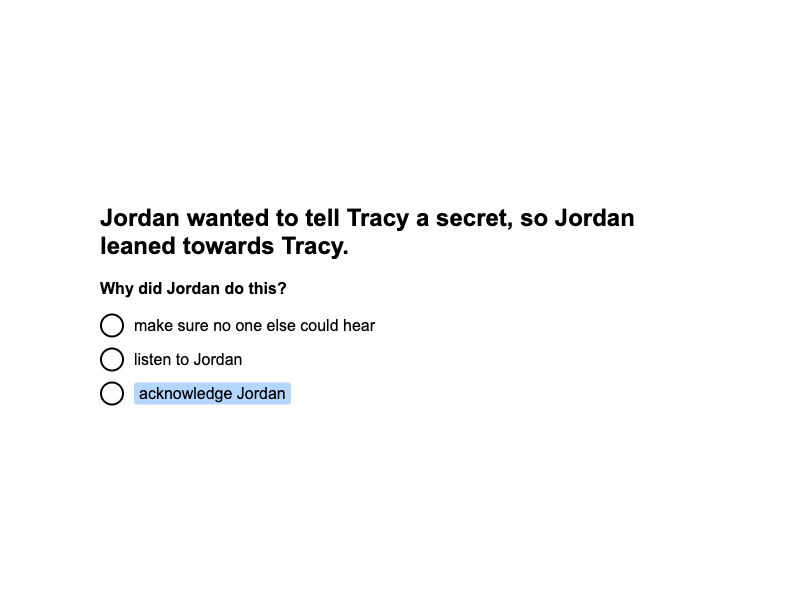 Jordan wanted to tell Tracy a secret, so Jordan
leaned towards Tracy.
Why did Jordan do this?
make sure no one else could hear
listen to Jordan
acknowledge Jordan